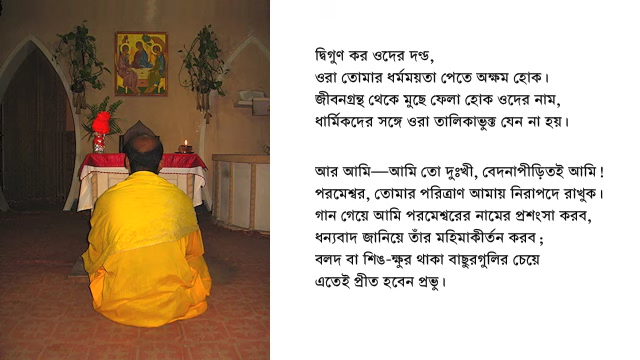 দ্বিগুণ কর ওদের দণ্ড,
ওরা তোমার ধর্মময়তা পেতে অক্ষম হোক।
জীবনগ্রন্থ থেকে মুছে ফেলা হোক ওদের নাম,
ধার্মিকদের সঙ্গে ওরা তালিকাভুক্ত যেন না হয়।
আর আমি—আমি তো দুঃখী, বেদনাপীড়িতই আমি!
পরমেশ্বর, তোমার পরিত্রাণ আমায় নিরাপদে রাখুক।
গান গেয়ে আমি পরমেশ্বরের নামের প্রশংসা করব,
ধন্যবাদ জানিয়ে তাঁর মহিমাকীর্তন করব;
বলদ বা শিঙ-ক্ষুর থাকা বাছুরগুলির চেয়ে
এতেই প্রীত হবেন প্রভু।